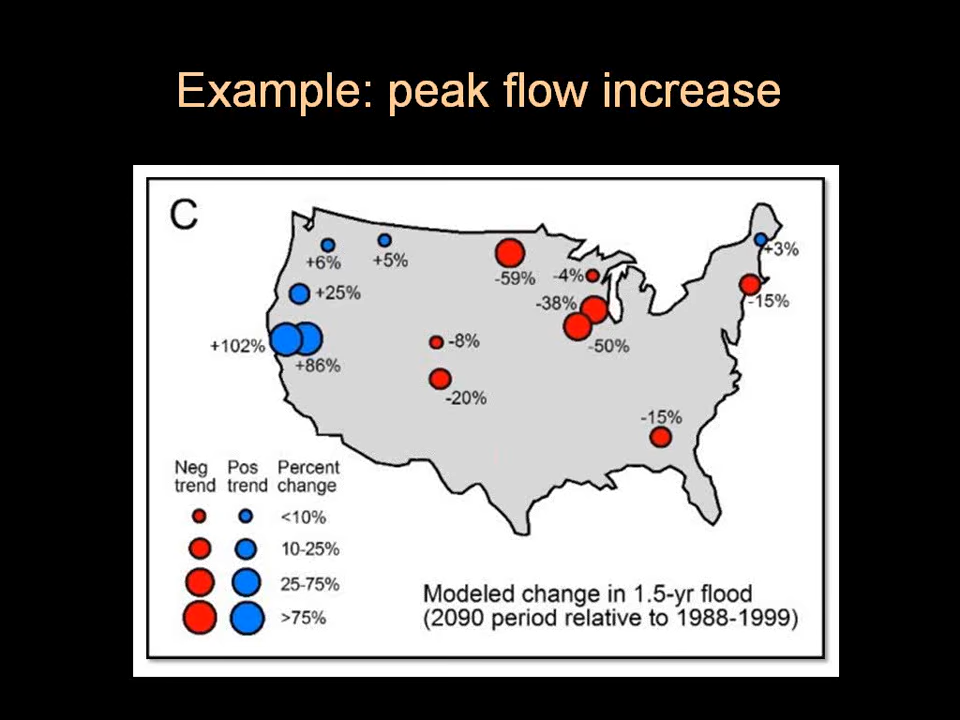 Example: peak flow increase
C
+6%
+5%
-59%
-4%
+3%
+25%
-38%
-15%
+102%
+86%
-8%
-50%
-20%
-15%
Neg trend
Pos trend
Percent change
<10%
10-25%
25-75%
>75%
Modeled change in 1.5-yr flood
(2090 period relative to 1988-1999)